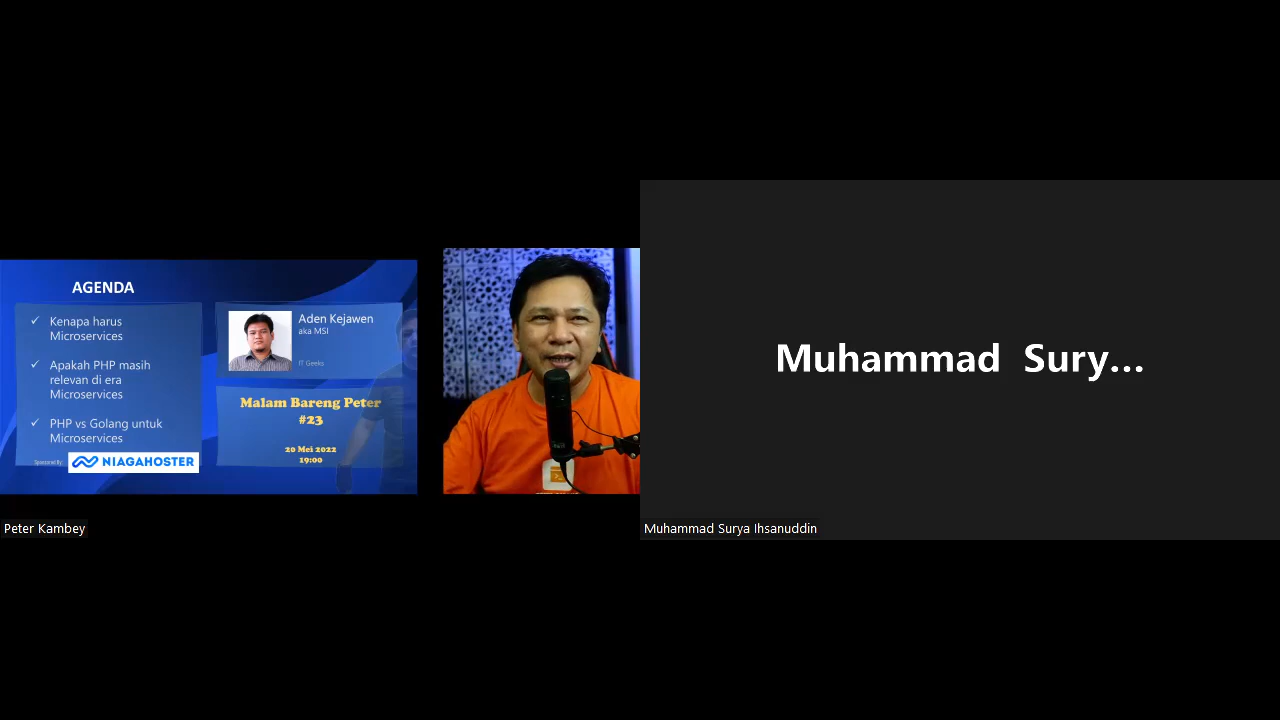 AGENDA
✓ Kenapa harus
Microservices
✓ Apakah PHP masih
relevan di era
Microservices
✓ PHP vs Golang untuk
Microservices
Sponsored By:
NIAGAHOSTER
Aden Kejawen
aka MSI
IT Geeks
Malam Bareng Peter
#23
20 Mei 2022
19:00
Peter Kambey
Muhammad Sury...
Muhammad Surya Ihsanuddin